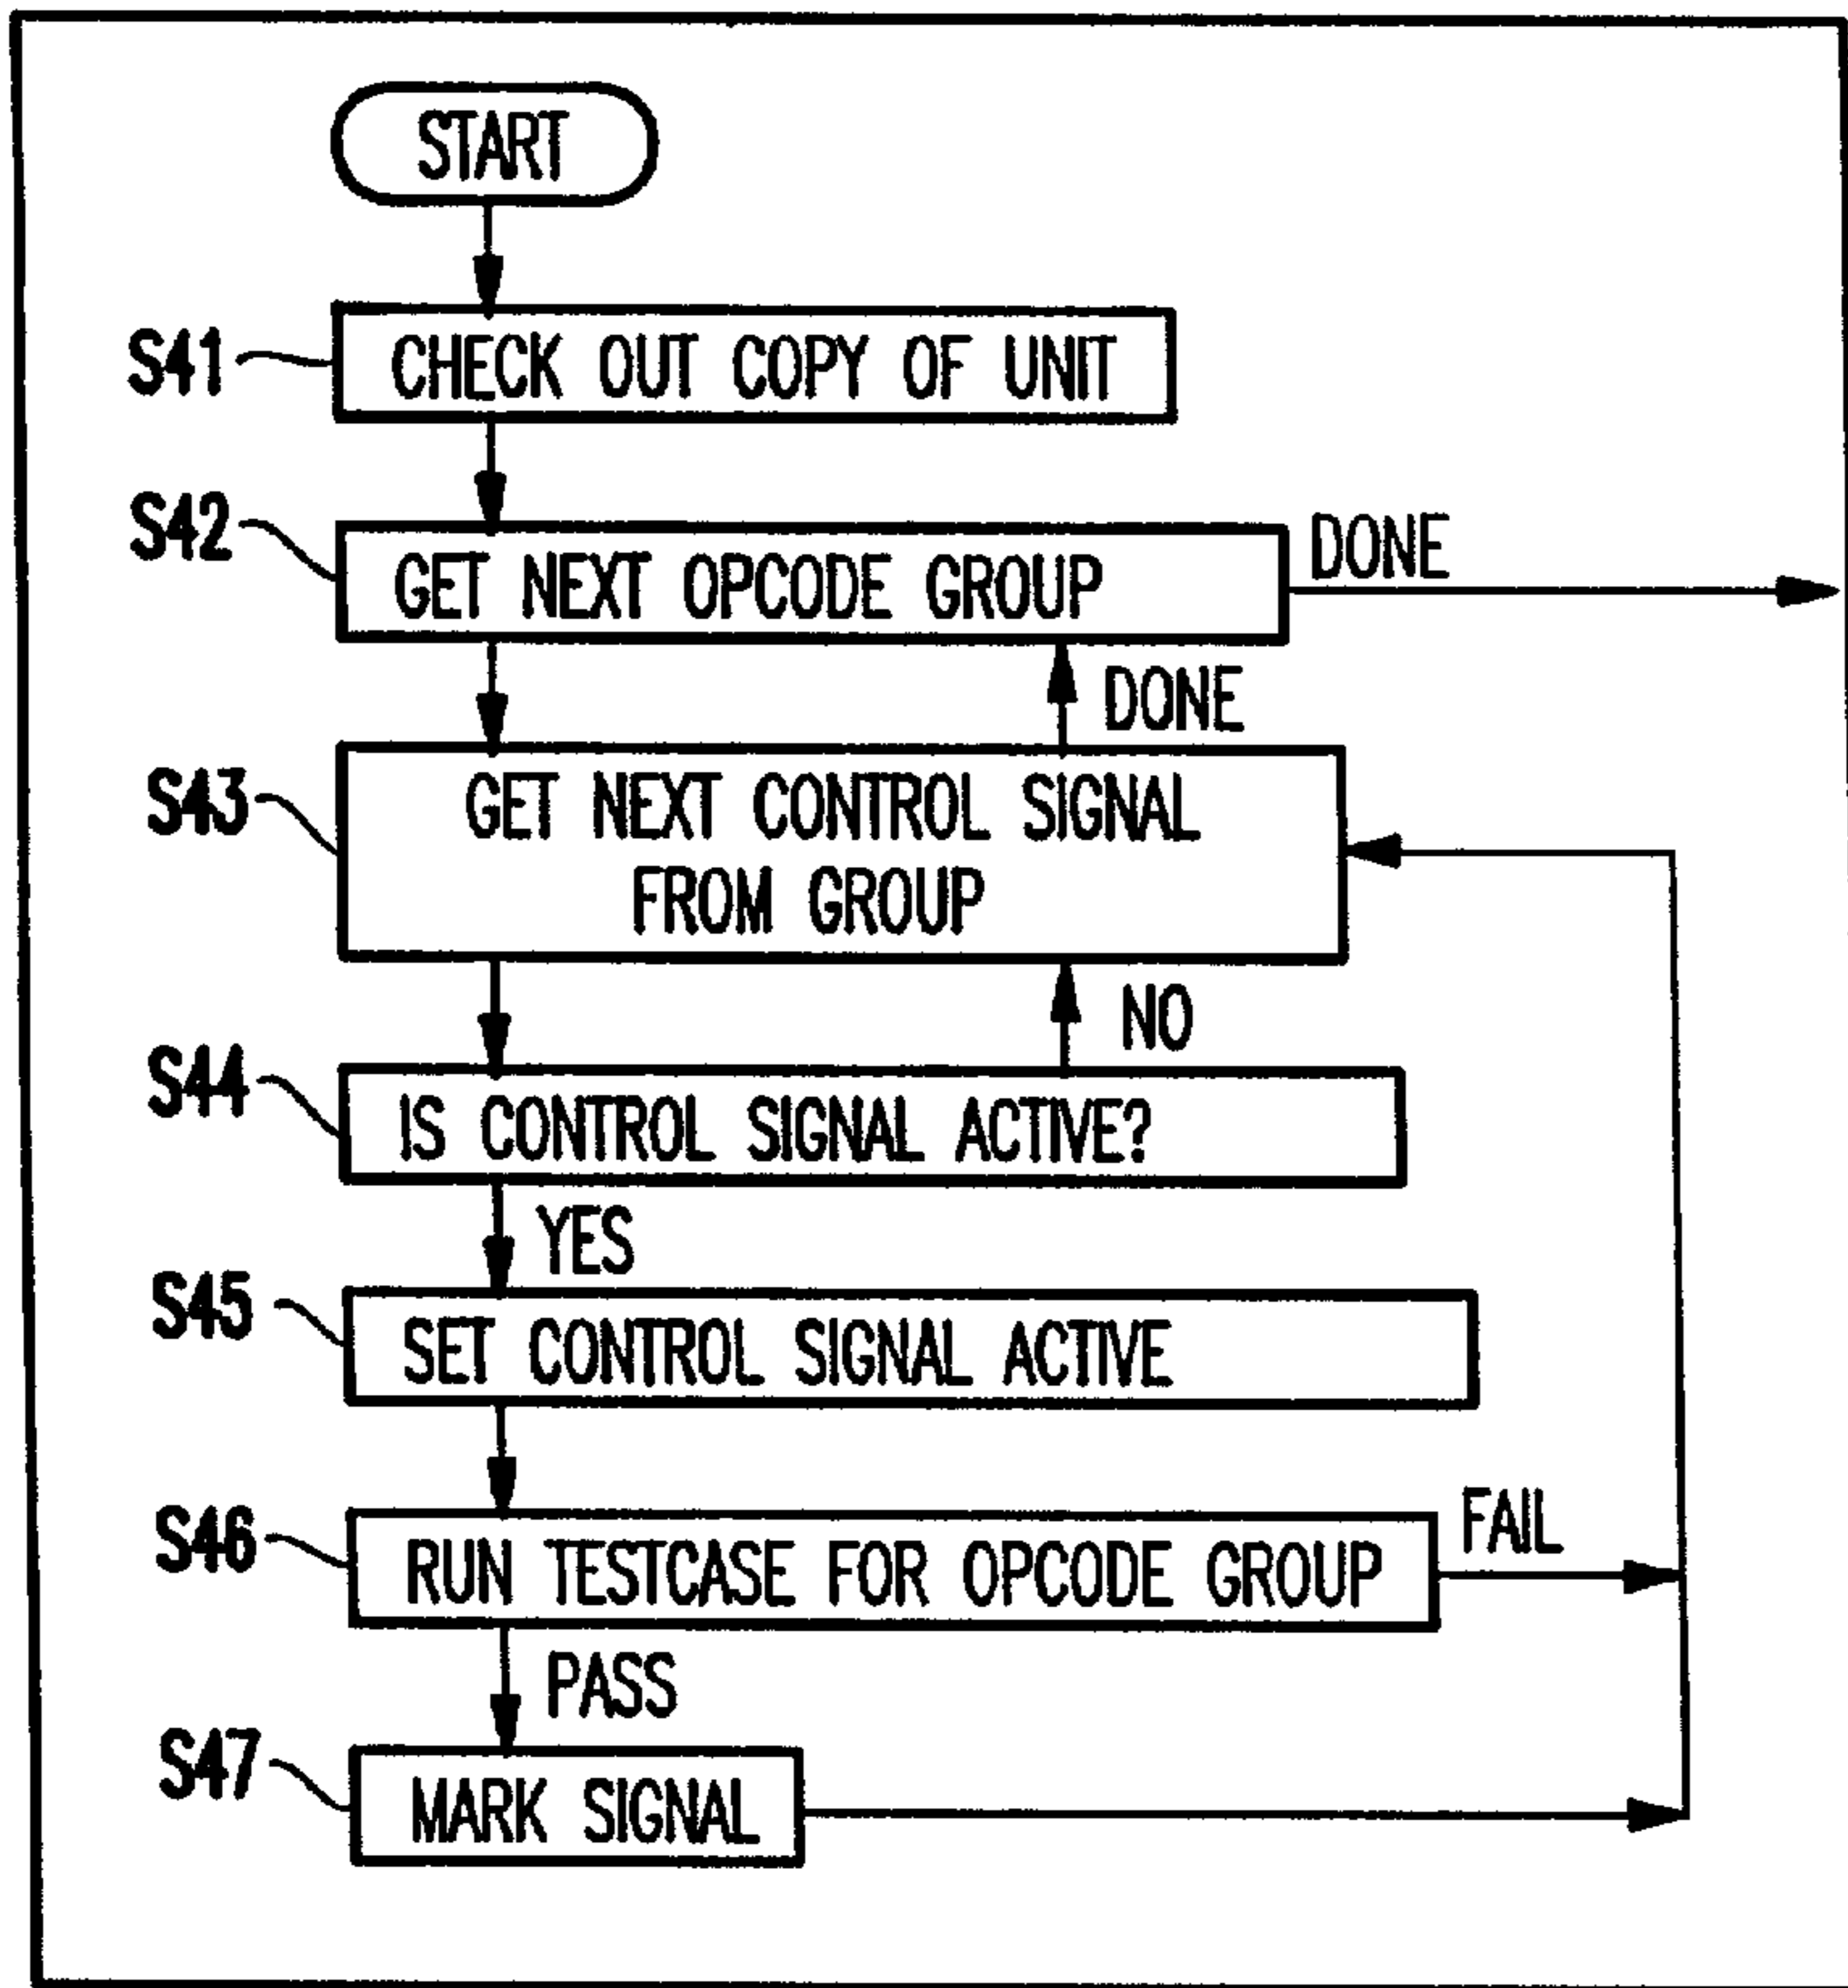 START
S41
CHECK OUT COPY OF UNIT
S42
GET NEXT OPCODE GROUP
DONE
DONE
S43
GET NEXT CONTROL SIGNAL
FROM GROUP
NO
S44
IS CONTROL SIGNAL ACTIVE?
YES
S45
SET CONTROL SIGNAL ACTIVE
S46
RUN TESTCASE FOR OPCODE GROUP
FAIL
PASS
S47
MARK SIGNAL